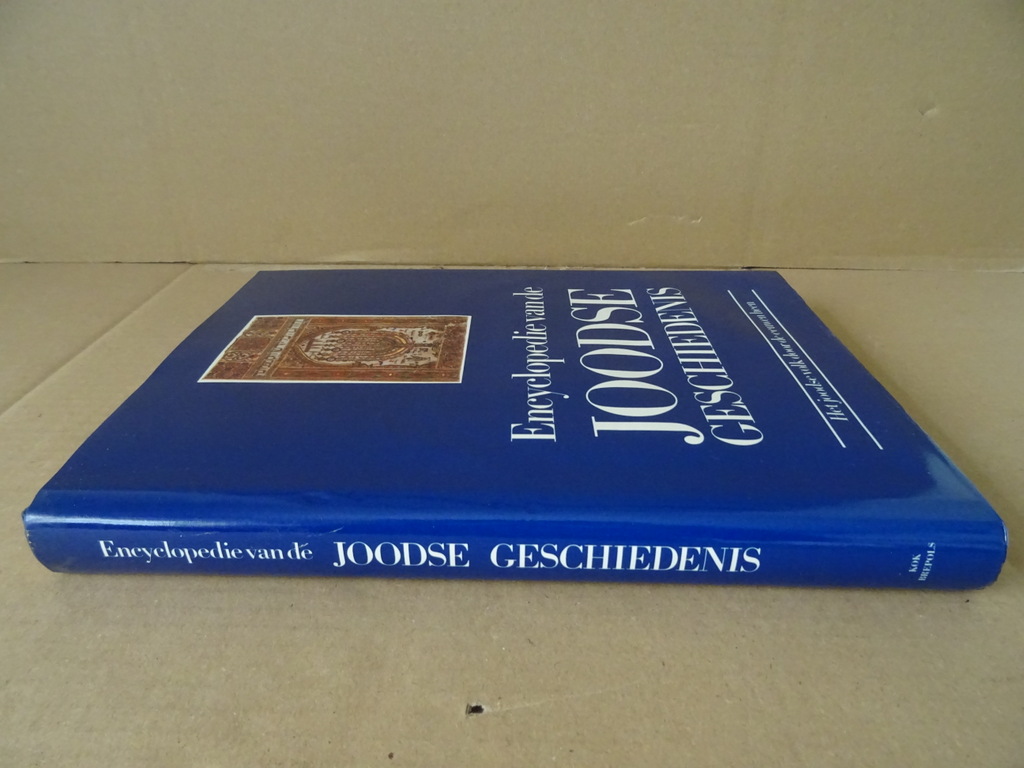 Encyclopedie van de
JOODSE
GESCHIEDENIS
Encyclopedie van de JOODSE GESCHIEDENIS
KOK
BREPOLS